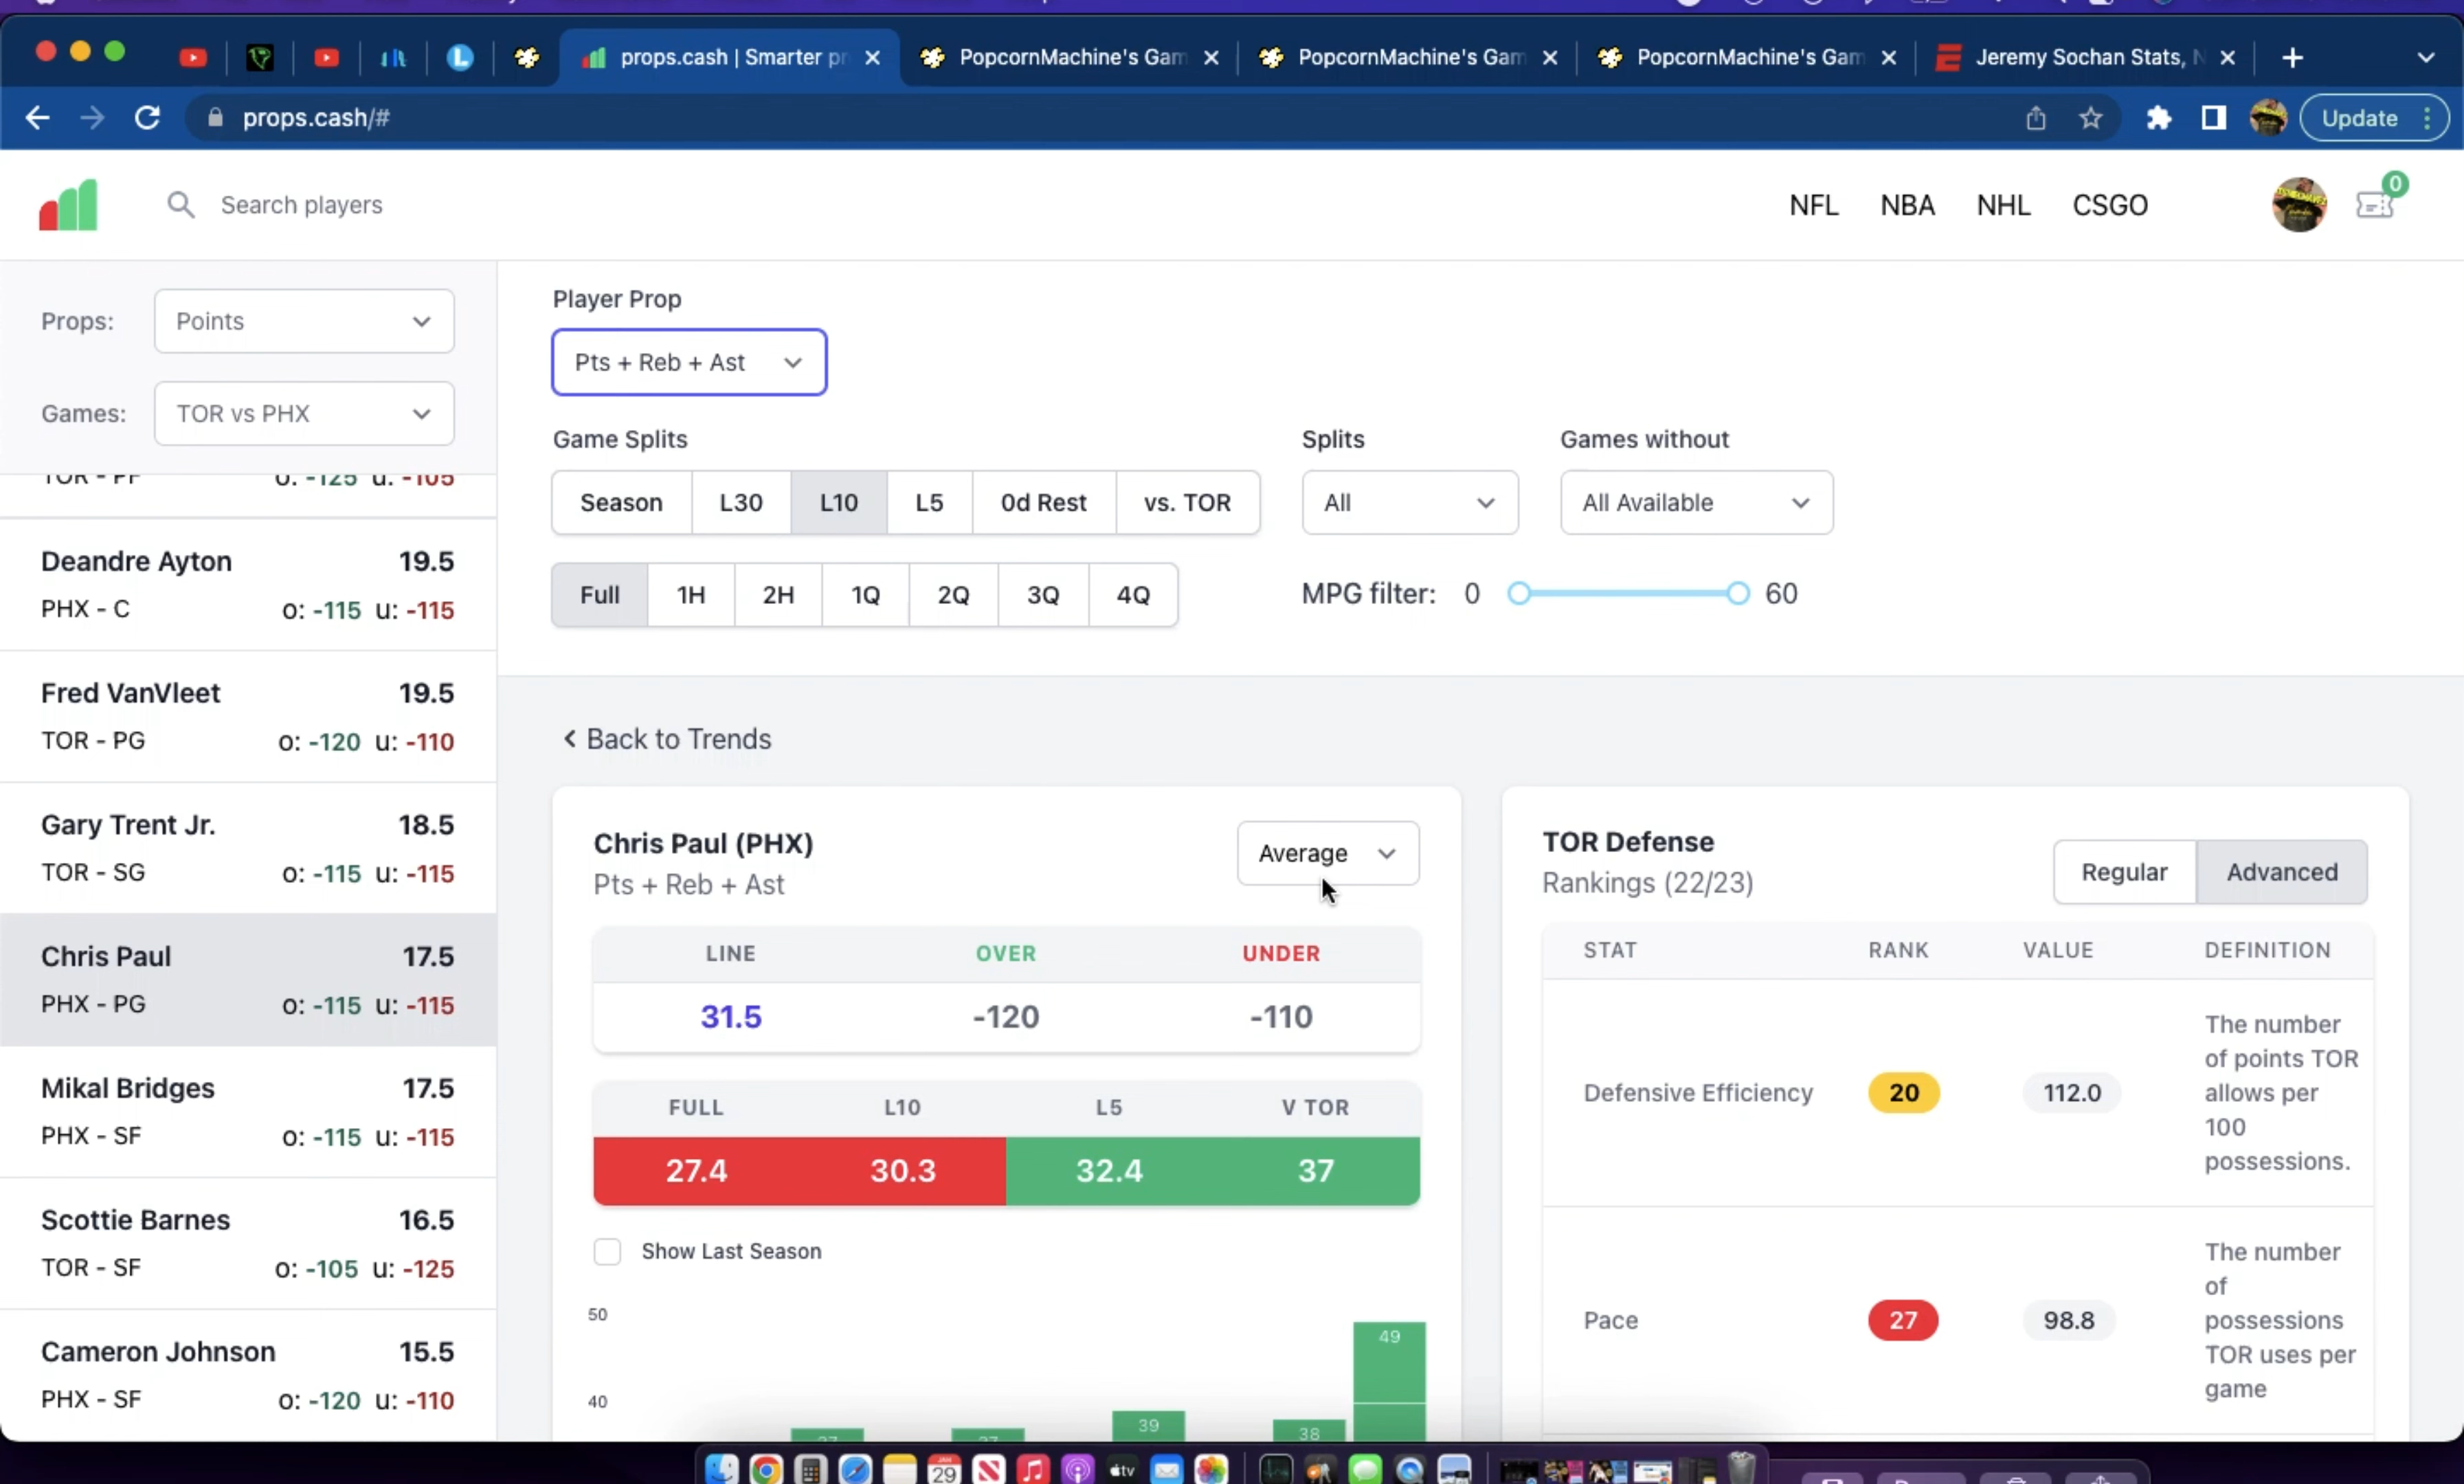 props.cash | Smarter pr
PopcornMachine's Gam
PopcornMachine's Gam
PopcornMachine's Gam
Jeremy Sochan Stats, N
props.cash/#
Update
Search players
NFL NBA NHL CSGO
0
Props: Points
Games: TOR vs PHX
TOR - PF o: -125 u: -105
Deandre Ayton 19.5
PHX - C o: -115 u: -115
Fred VanVleet 19.5
TOR - PG o: -120 u: -110
Gary Trent Jr. 18.5
TOR - SG o: -115 u: -115
Chris Paul 17.5
PHX - PG o: -115 u: -115
Mikal Bridges 17.5
PHX - SF o: -115 u: -115
Scottie Barnes 16.5
TOR - SF o: -105 u: -125
Cameron Johnson 15.5
PHX - SF o: -120 u: -110
Player Prop
Pts + Reb + Ast
Game Splits
Season L30 L10 L5 0d Rest vs. TOR
Full 1H 2H 1Q 2Q 3Q 4Q
Splits
All
Games without
All Available
MPG filter: 0 60
Back to Trends
Chris Paul (PHX)
Pts + Reb + Ast
Average
LINE OVER UNDER
31.5 -120 -110
FULL L10 L5 V TOR
27.4 30.3 32.4 37
Show Last Season
50
49
40
37 37 39 38
TOR Defense
Rankings (22/23)
Regular Advanced
STAT RANK VALUE DEFINITION
Defensive Efficiency 20 112.0
The number
of points TOR
allows per
100
possessions.
Pace 27 98.8
The number
of
possessions
TOR uses per
game
JAN
29
tv